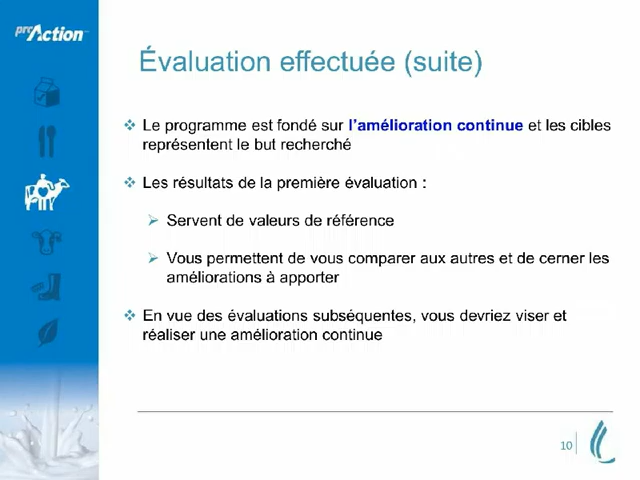 proAction
Évaluation effectuée (suite)
❖ Le programme est fondé sur l'amélioration continue et les cibles
représentent le but recherché
❖ Les résultats de la première évaluation :
➢ Servent de valeurs de référence
➢ Vous permettent de vous comparer aux autres et de cerner les
améliorations à apporter
❖ En vue des évaluations subséquentes, vous devriez viser et
réaliser une amélioration continue
10